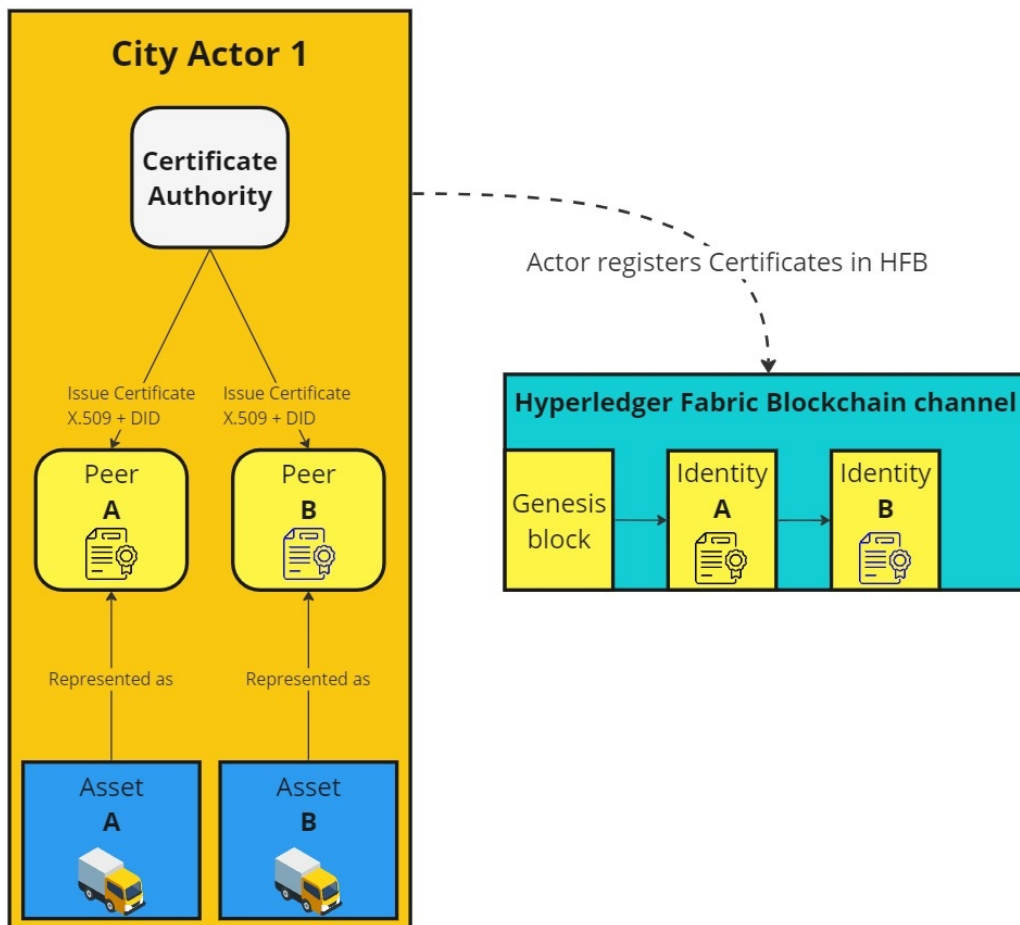 City Actor 1
Certificate
Authority
Actor registers Certificates in HFB
Issue Certificate
X.509 + DID
Issue Certificate
X.509 + DID
Peer
A
Peer
B
Represented as
Represented as
Asset
A
Asset
B
Hyperledger Fabric Blockchain channel
Genesis
block
Identity
A
Identity
B